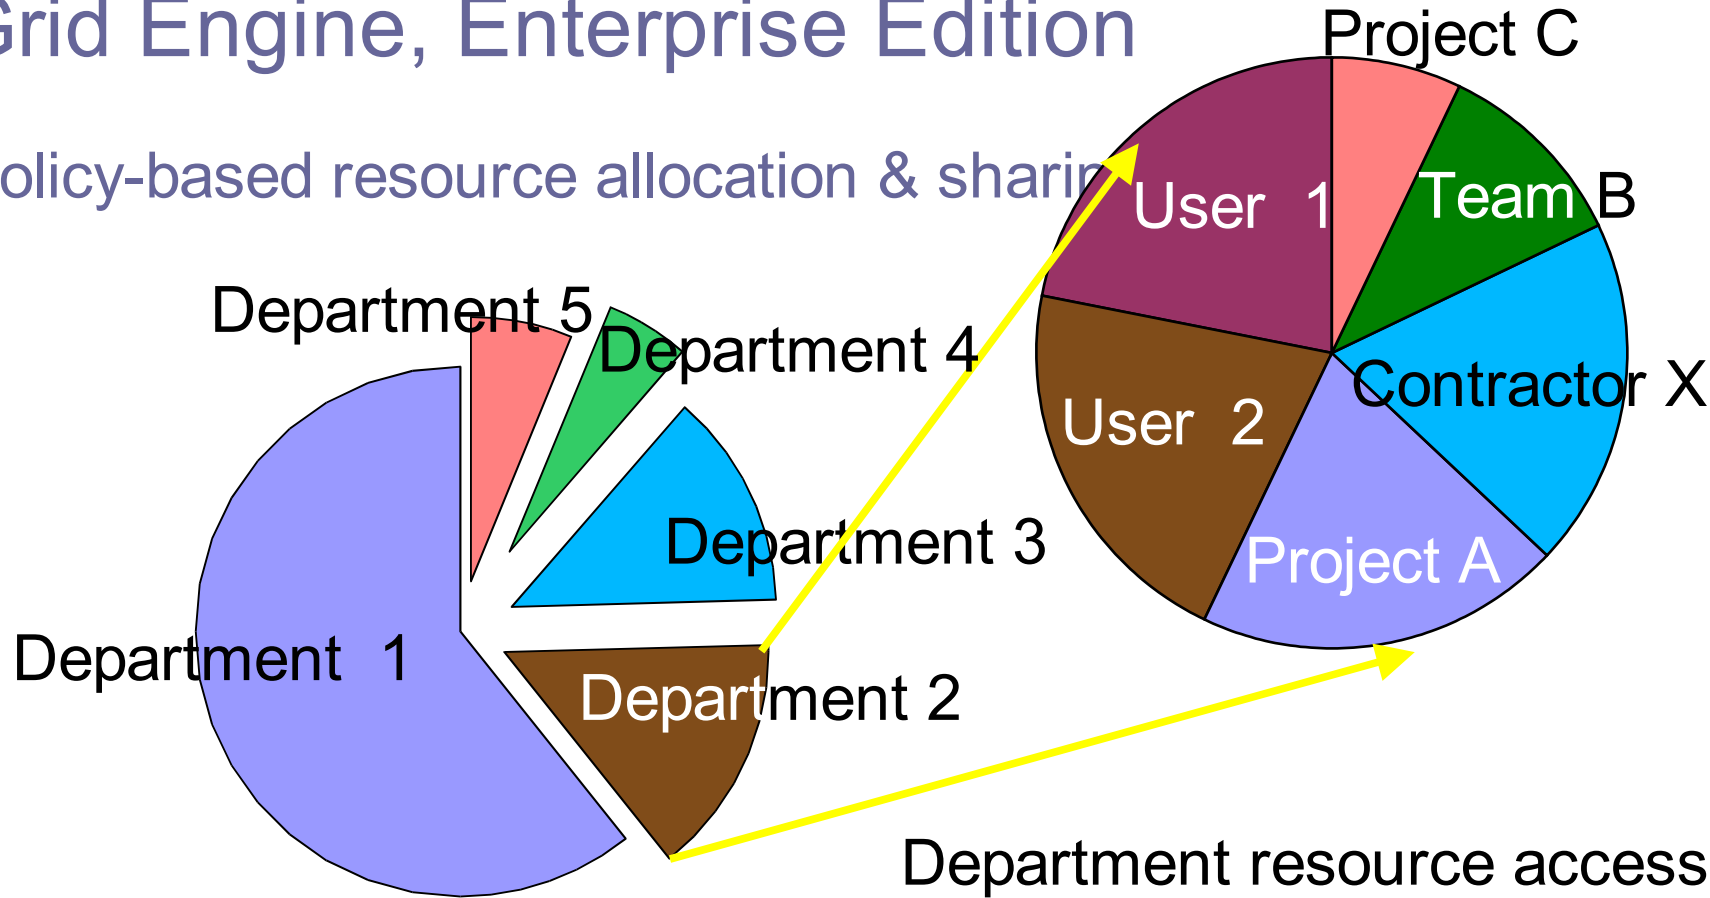 Grid Engine, Enterprise Edition
olicy-based resource allocation & sharing
Project C
User 1
Team B
Contractor X
User 2
Project A
Department 5
Department 4
Department 3
Department 1
Department 2
Department resource access